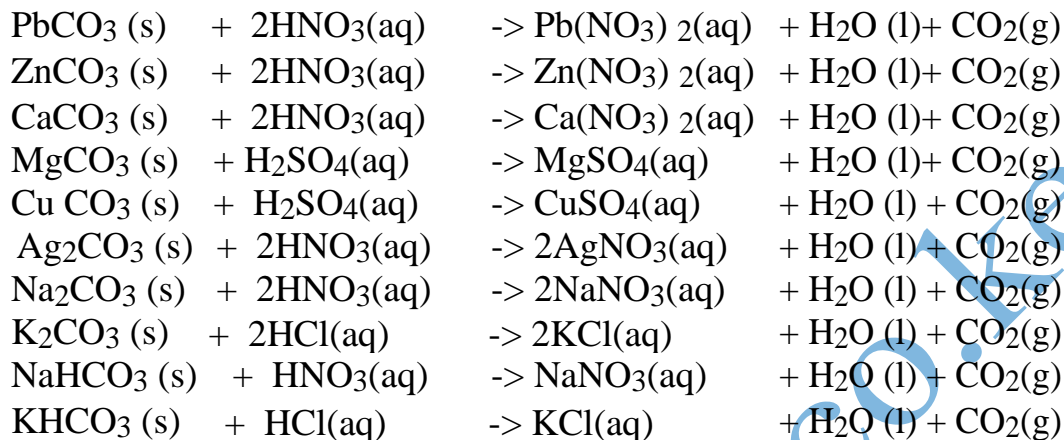 PbCO3 (s) + 2HNO3(aq) -> Pb(NO3) 2(aq) + H2O (l)+ CO2(g)
ZnCO3 (s) + 2HNO3(aq) -> Zn(NO3) 2(aq) + H2O (l)+ CO2(g)
CaCO3 (s) + 2HNO3(aq) -> Ca(NO3) 2(aq) + H2O (l)+ CO2(g)
MgCO3 (s) + H2SO4(aq) -> MgSO4(aq) + H2O (l)+ CO2(g)
Cu CO3 (s) + H2SO4(aq) -> CuSO4(aq) + H2O (l) + CO2(g)
Ag2CO3 (s) + 2HNO3(aq) -> 2AgNO3(aq) + H2O (l) + CO2(g)
Na2CO3 (s) + 2HNO3(aq) -> 2NaNO3(aq) + H2O (l) + CO2(g)
K2CO3 (s) + 2HCl(aq) -> 2KCl(aq) + H2O (l) + CO2(g)
NaHCO3 (s) + HNO3(aq) -> NaNO3(aq) + H2O (l) + CO2(g)
KHCO3 (s) + HCl(aq) -> KCl(aq) + H2O (l) + CO2(g)
co.ke